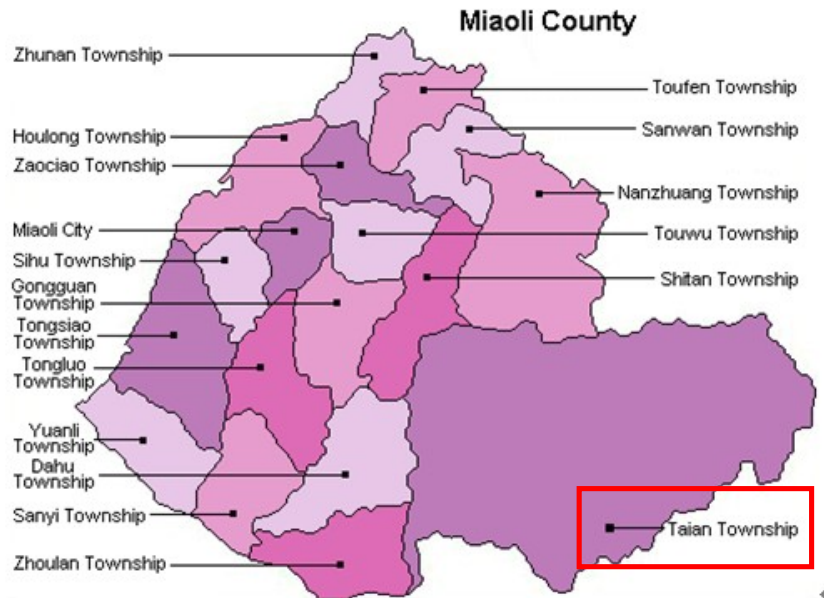 Miaoli County
Zhunan Township
Toufen Township
Houlong Township
Sanwan Township
Zaociao Township
Nanzhuang Township
Miaoli City
Touwu Township
Sihu Township
Shitan Township
Gongguan
Township
Tongsiao
Township
Tongluo
Township
Yuanli
Township
Dahu
Township
Sanyi Township
Taian Township
Zhoulan Township